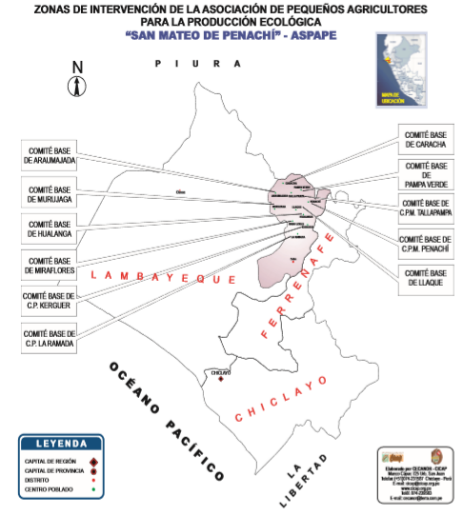 ZONAS DE INTERVENCIÓN DE LA ASOCIACIÓN DE PEQUEÑOS AGRICULTORES
PARA LA PRODUCCIÓN ECOLÓGICA
"SAN MATEO DE PENACHÍ" - ASPAPE
N
PIURA
MAPA DE
UBICACIÓN
COMITÉ BASE
DE ARAUMAJADA
COMITÉ BASE
DE MURUJAGA
COMITÉ BASE
DE HUALANGA
COMITÉ BASE
DE MIRAFLORES
COMITÉ BASE DE
C.P. KERGUER
COMITÉ BASE DE
C.P. LA RAMADA
COMITÉ BASE
DE CARACHA
COMITÉ BASE
DE
PAMPA VERDE
COMITÉ BASE DE
C.P.M. TALLAPAMPA
COMITÉ BASE DE
C.P.M. PENACHÍ
COMITÉ BASE
DE LLAQUE
LAMBAYEQUE
FERREÑAFE
CHICLAYO
CHICLAYO
OCÉANO PACÍFICO
LA
LIBERTAD
LEYENDA
CAPITAL DE REGIÓN
CAPITAL DE PROVINCIA
DISTRITO
CENTRO POBLADO